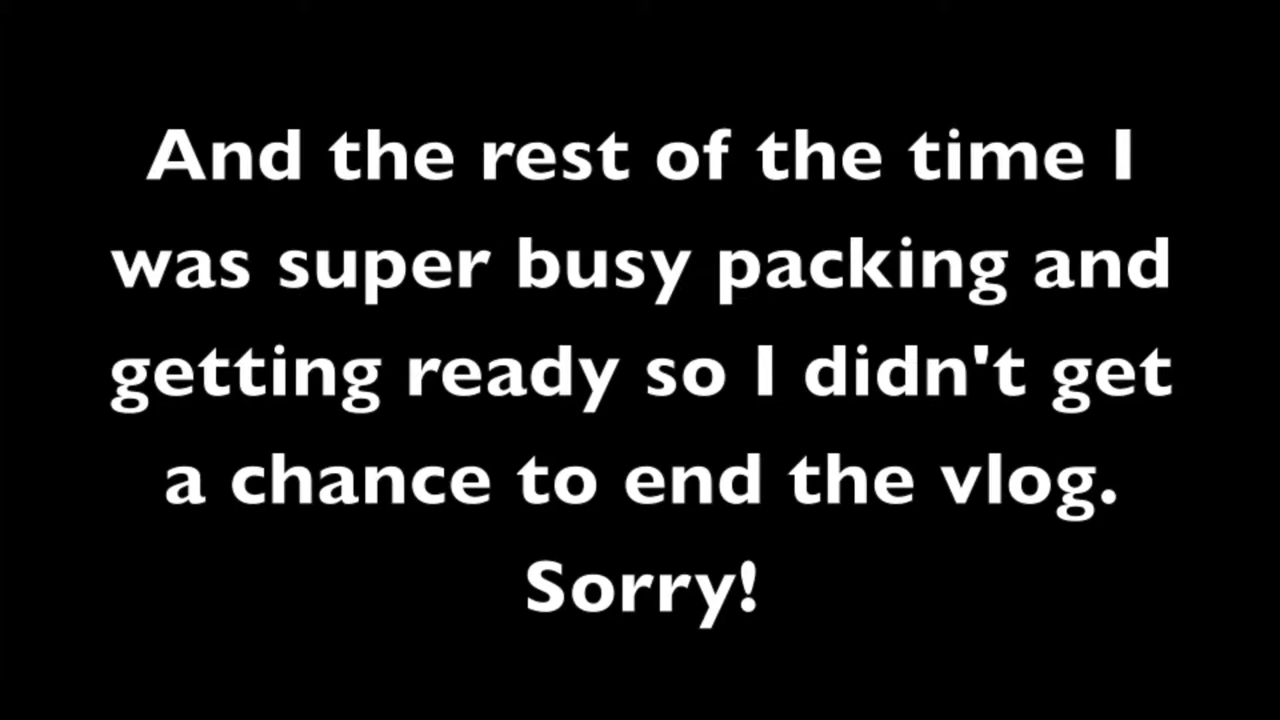 And the rest of the time I
was super busy packing and
getting ready so I didn't get
a chance to end the vlog.
Sorry!